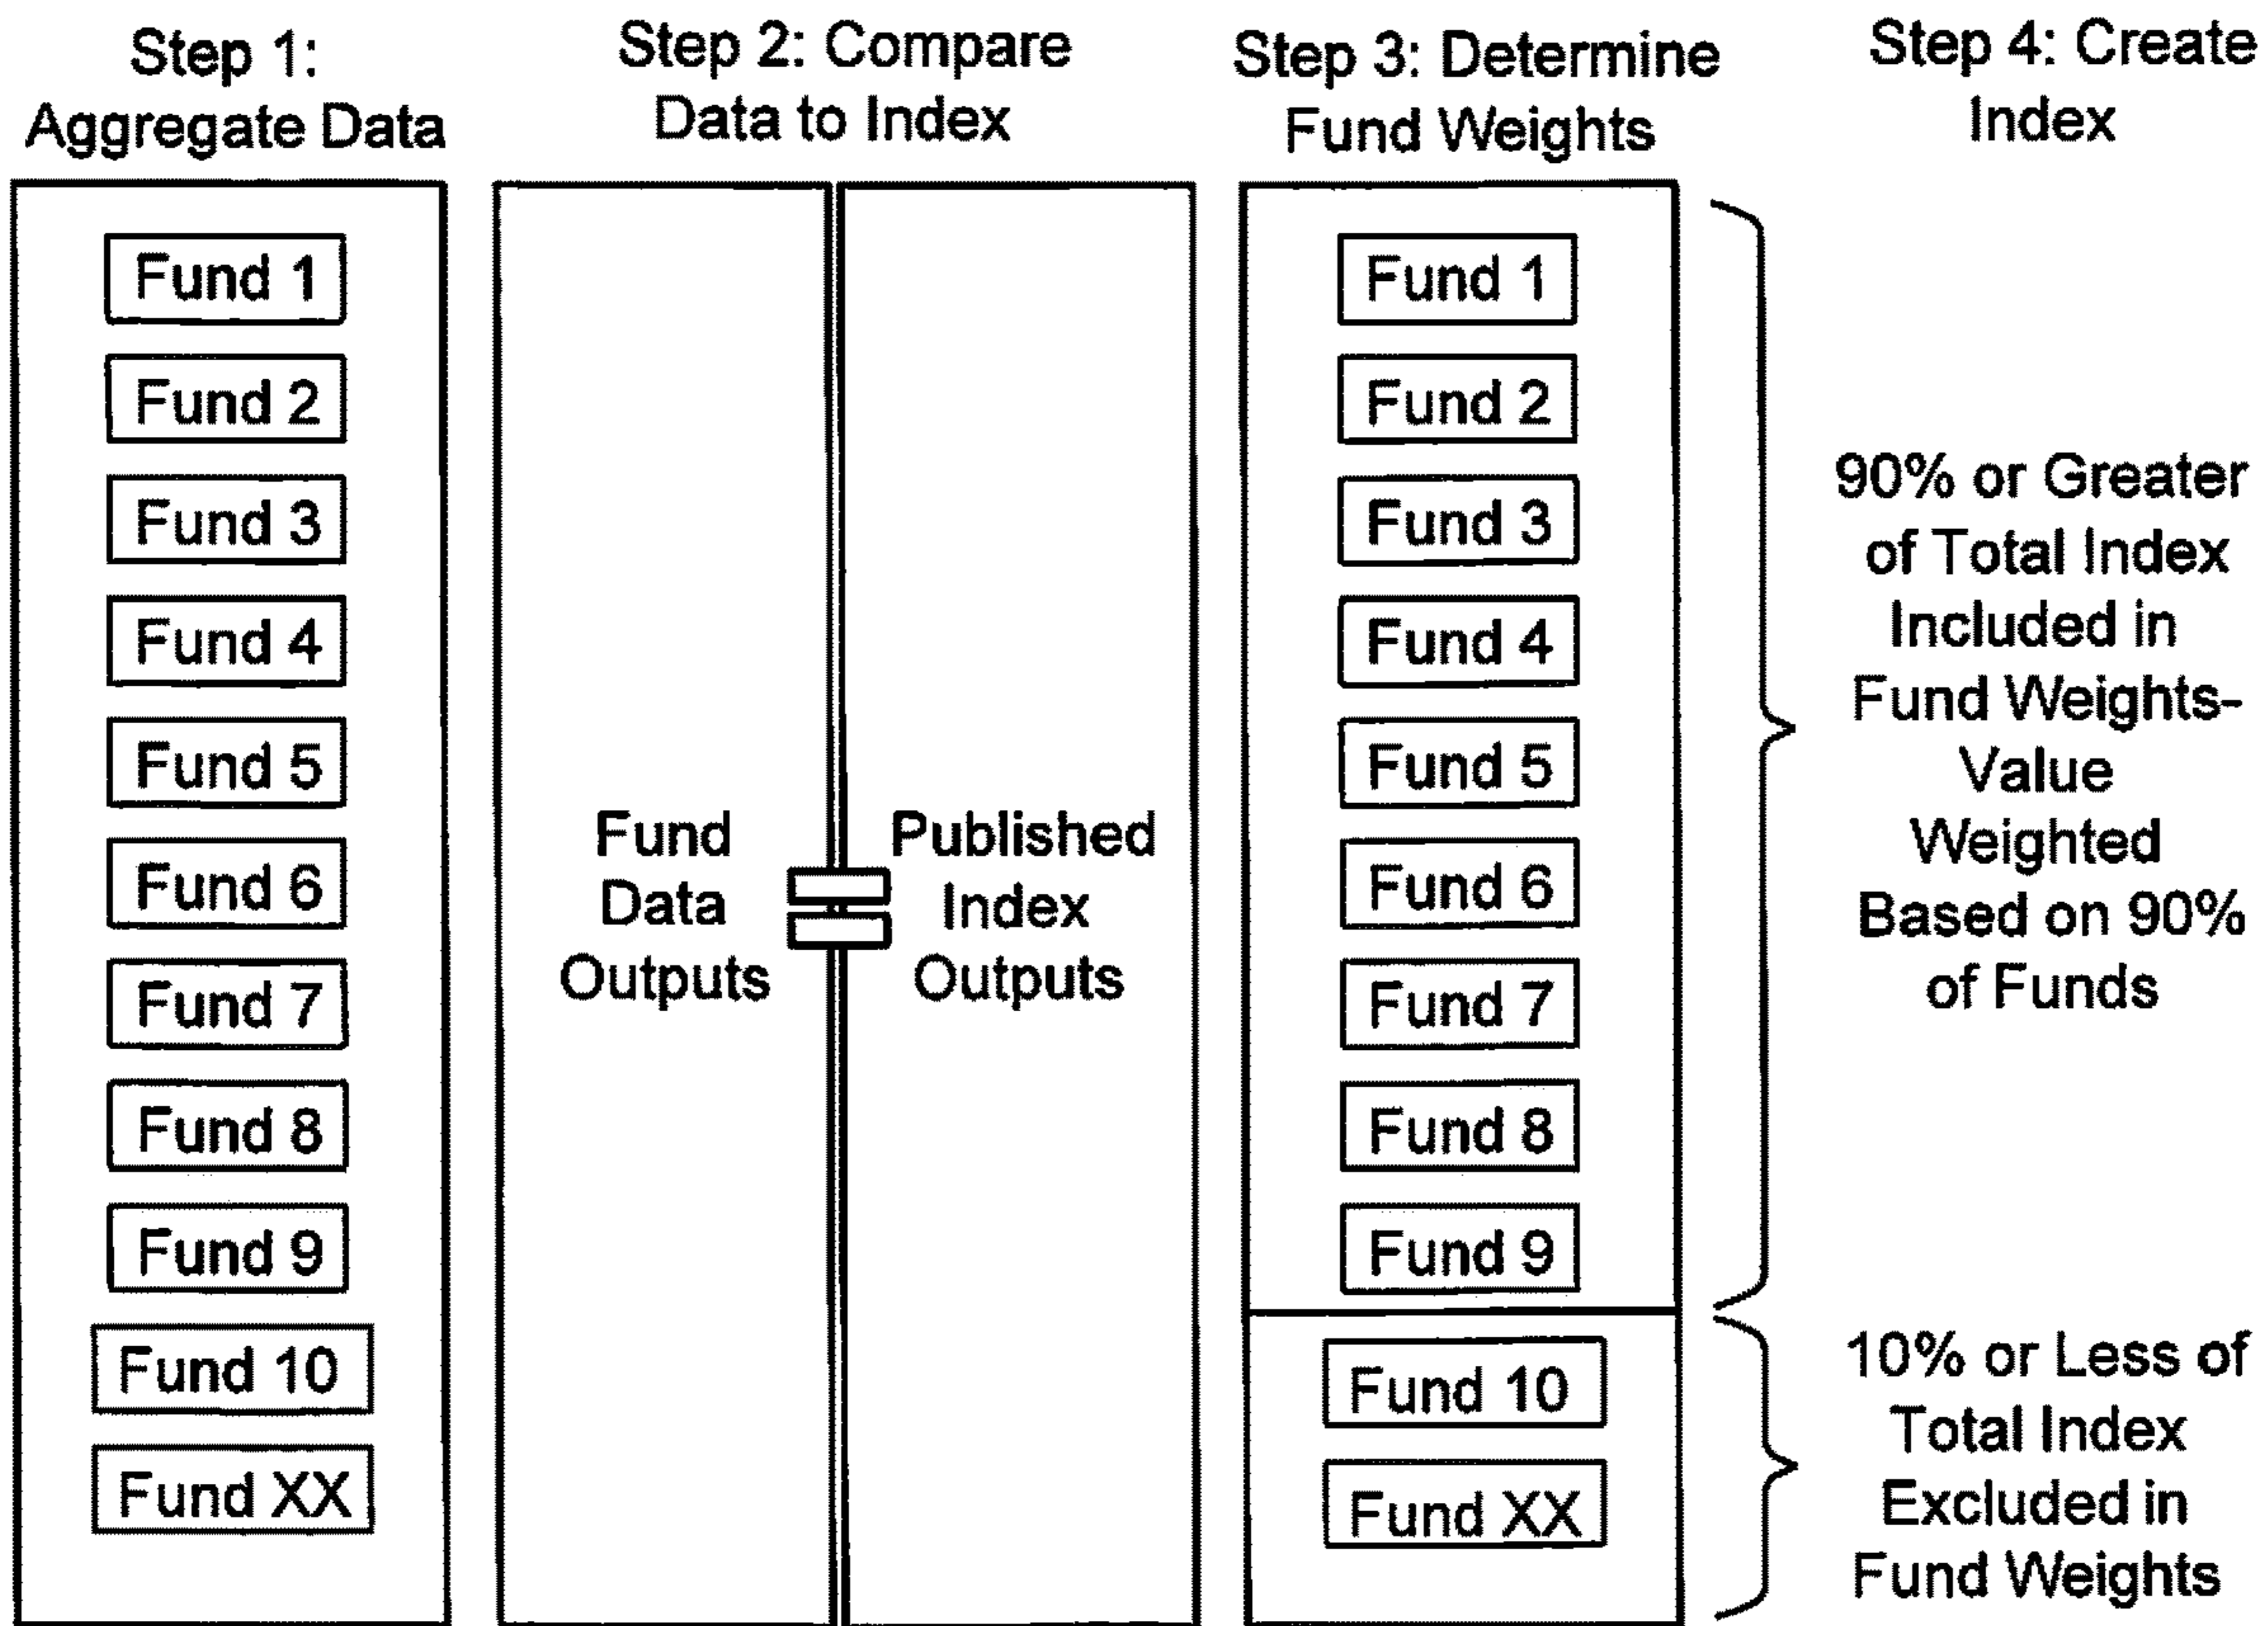 Step 1:
Aggregate Data
Fund 1
Fund 2
Fund 3
Fund 4
Fund 5
Fund 6
Fund 7
Fund 8
Fund 9
Fund 10
Fund XX
Step 2: Compare
Data to Index
Fund
Data
Outputs
Published
Index
Outputs
Step 3: Determine
Fund Weights
Fund 1
Fund 2
Fund 3
Fund 4
Fund 5
Fund 6
Fund 7
Fund 8
Fund 9
Fund 10
Fund XX
Step 4: Create
Index
90% or Greater
of Total Index
Included in
Fund Weights-
Value
Weighted
Based on 90%
of Funds
10% or Less of
Total Index
Excluded in
Fund Weights